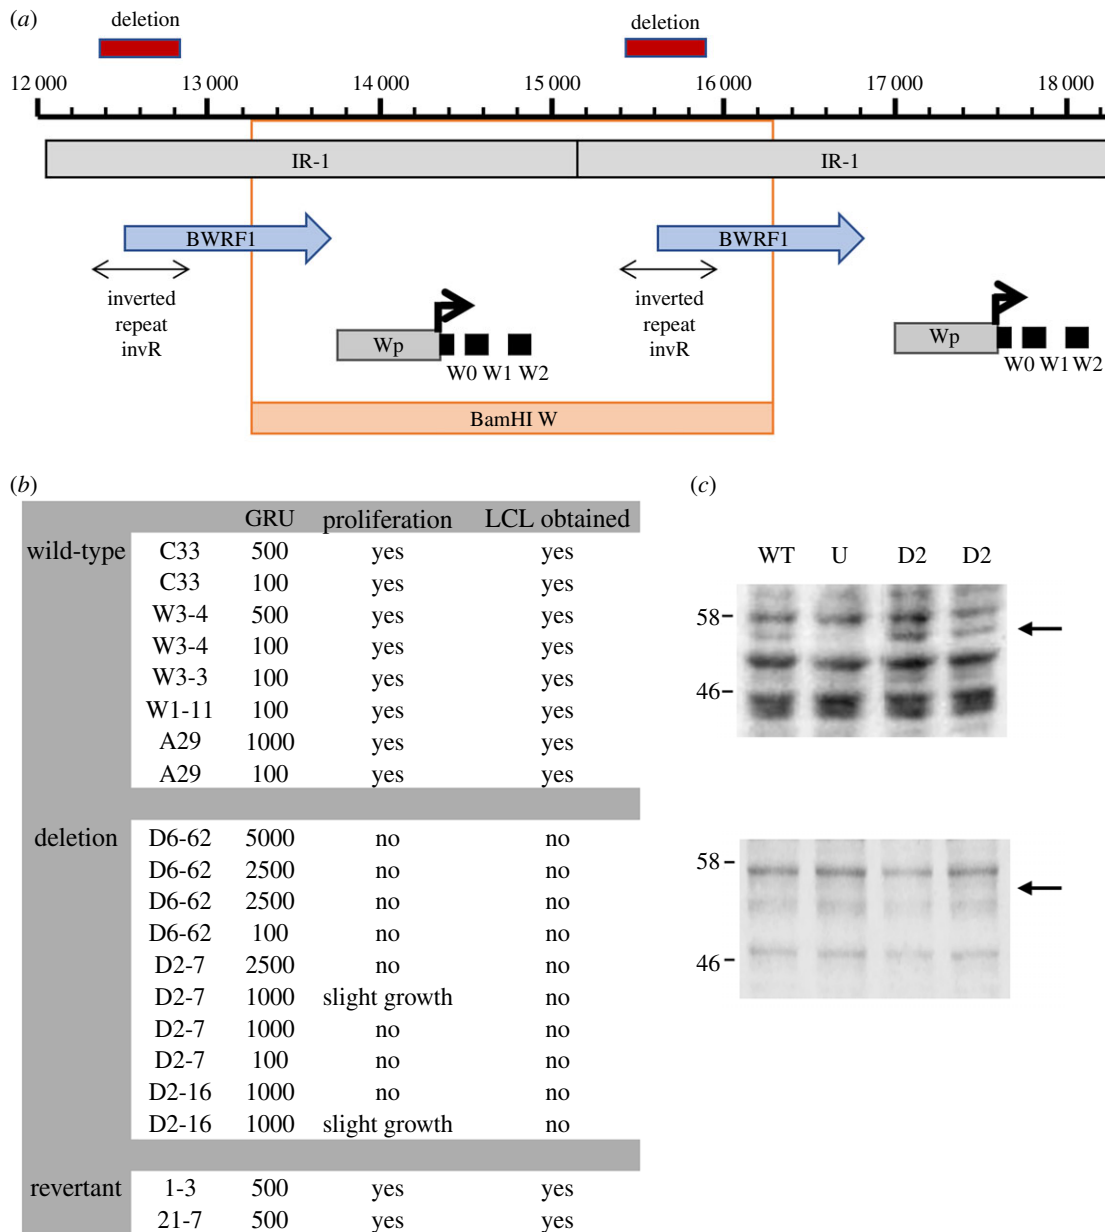 (a)
deletion deletion
12 000 13 000 14 000 15 000 16 000 17 000 18 000
IR-1 IR-1
BWRF1 BWRF1
inverted repeat invR
inverted repeat invR
Wp W0 W1 W2
Wp W0 W1 W2
BamHI W
(b)
GRU proliferation LCL obtained
wild-type C33 500 yes yes
C33 100 yes yes
W3-4 500 yes yes
W3-4 100 yes yes
W3-3 100 yes yes
W1-11 100 yes yes
A29 1000 yes yes
A29 100 yes yes
deletion D6-62 5000 no no
D6-62 2500 no no
D6-62 2500 no no
D6-62 100 no no
D2-7 2500 no no
D2-7 1000 slight growth no
D2-7 1000 no no
D2-7 100 no no
D2-16 1000 no no
D2-16 1000 slight growth no
revertant 1-3 500 yes yes
21-7 500 yes yes
(c)
WT U D2 D2
58
46
58
46